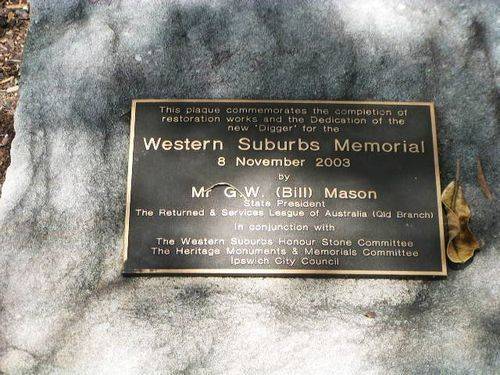 This plaque commemorates the completion of
restoration works and the Dedication of the
new 'Digger' for the
Western Suburbs Memorial
8 November 2003
by
Mr G.W. (Bill) Mason
State President
The Returned & Services League of Australia (Qld Branch)
in conjunction with
The Western Suburbs Honour Stone Committee
The Heritage Monuments & Memorials Committee
Ipswich City Council